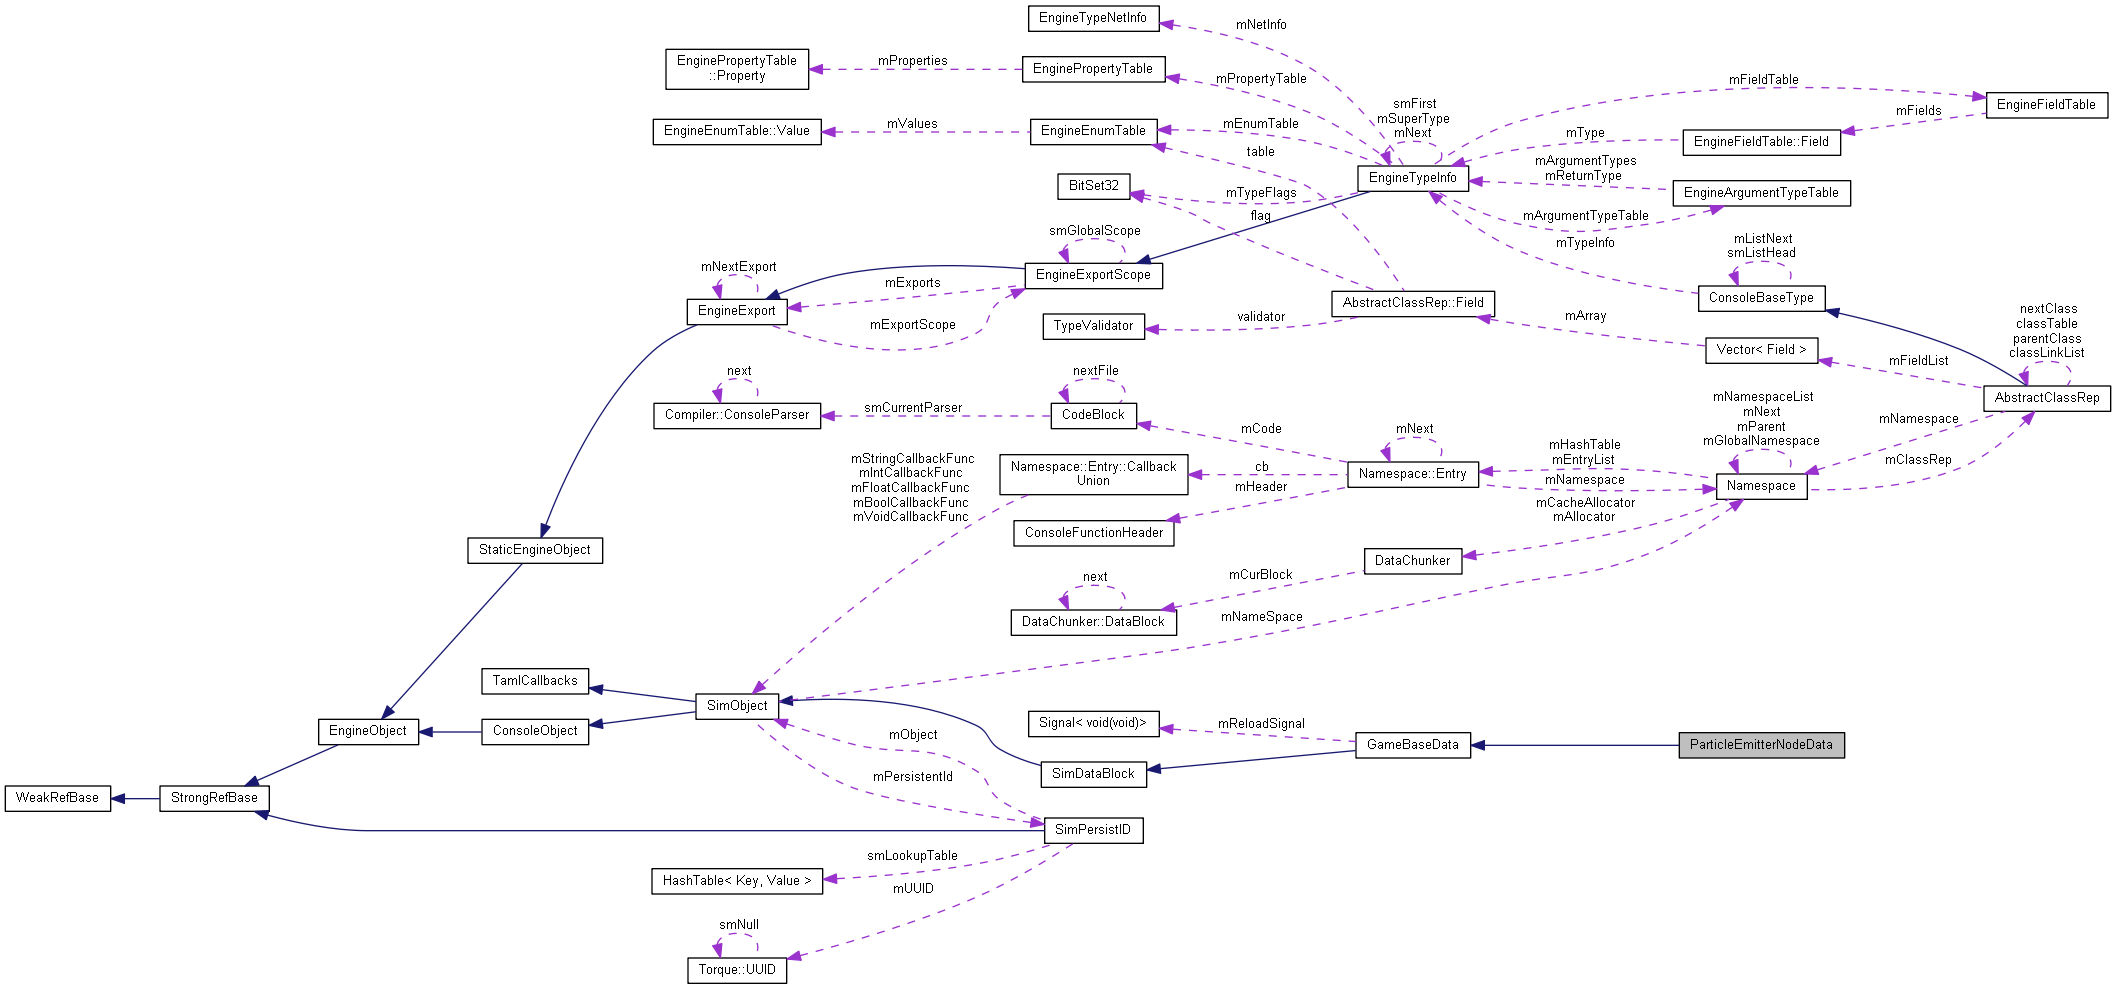 EngineTypeNetInfo
mNetInfo
EnginePropertyTable
::Property
mProperties
EnginePropertyTable
mPropertyTable
mFieldTable
EngineFieldTable
EngineEnumTable::Value
mValues
EngineEnumTable
mEnumTable
smFirst
mSuperType
mNext
mFields
mType
EngineFieldTable::Field
table
EngineTypeInfo
mArgumentTypes
mReturnType
BitSet32
mTypeFlags
EngineArgumentTypeTable
flag
mArgumentTypeTable
smGlobalScope
mTypeInfo
mListNext
smListHead
mNextExport
EngineExportScope
mExports
EngineExport
mExportScope
AbstractClassRep::Field
ConsoleBaseType
TypeValidator
validator
mArray
nextClass
classTable
parentClass
classLinkList
Vector< Field >
mFieldList
next
nextFile
AbstractClassRep
Compiler::ConsoleParser
smCurrentParser
CodeBlock
mCode
mNext
mNamespaceList
mNext
mParent
mGlobalNamespace
mNamespace
mStringCallbackFunc
mIntCallbackFunc
mFloatCallbackFunc
mBoolCallbackFunc
mVoidCallbackFunc
Namespace::Entry::Callback
Union
cb
mHeader
Namespace::Entry
mHashTable
mEntryList
mNamespace
Namespace
mClassRep
ConsoleFunctionHeader
mCacheAllocator
mAllocator
StaticEngineObject
DataChunker
next
mCurBlock
DataChunker::DataBlock
mNameSpace
TamlCallbacks
SimObject
EngineObject
ConsoleObject
mObject
Signal< void(void)>
mReloadSignal
GameBaseData
ParticleEmitterNodeData
mPersistentId
SimDataBlock
WeakRefBase
StrongRefBase
SimPersistID
smLookupTable
HashTable< Key, Value >
mUUID
smNull
Torque::UUID